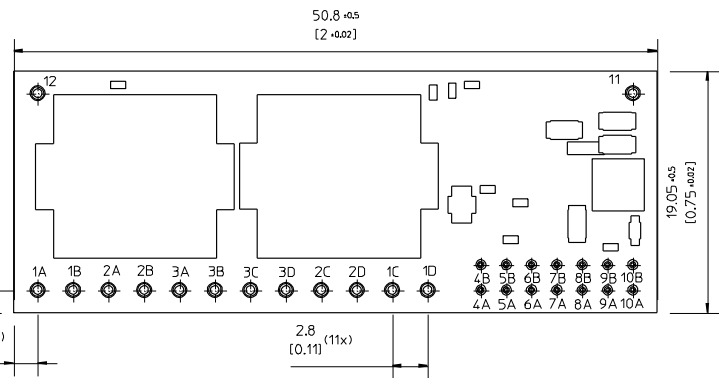 50.8 ±0.5
[2 ±0.02]
12
11
19.05 ±0.5
[0.75 ±0.02]
1A 1B 2A 2B 3A 3B 3C 3D 2C 2D 1C 1D
4B 5B 6B 7B 8B 9B 10B
4A 5A 6A 7A 8A 9A 10A
)
2.8 (11x)
[0.11]